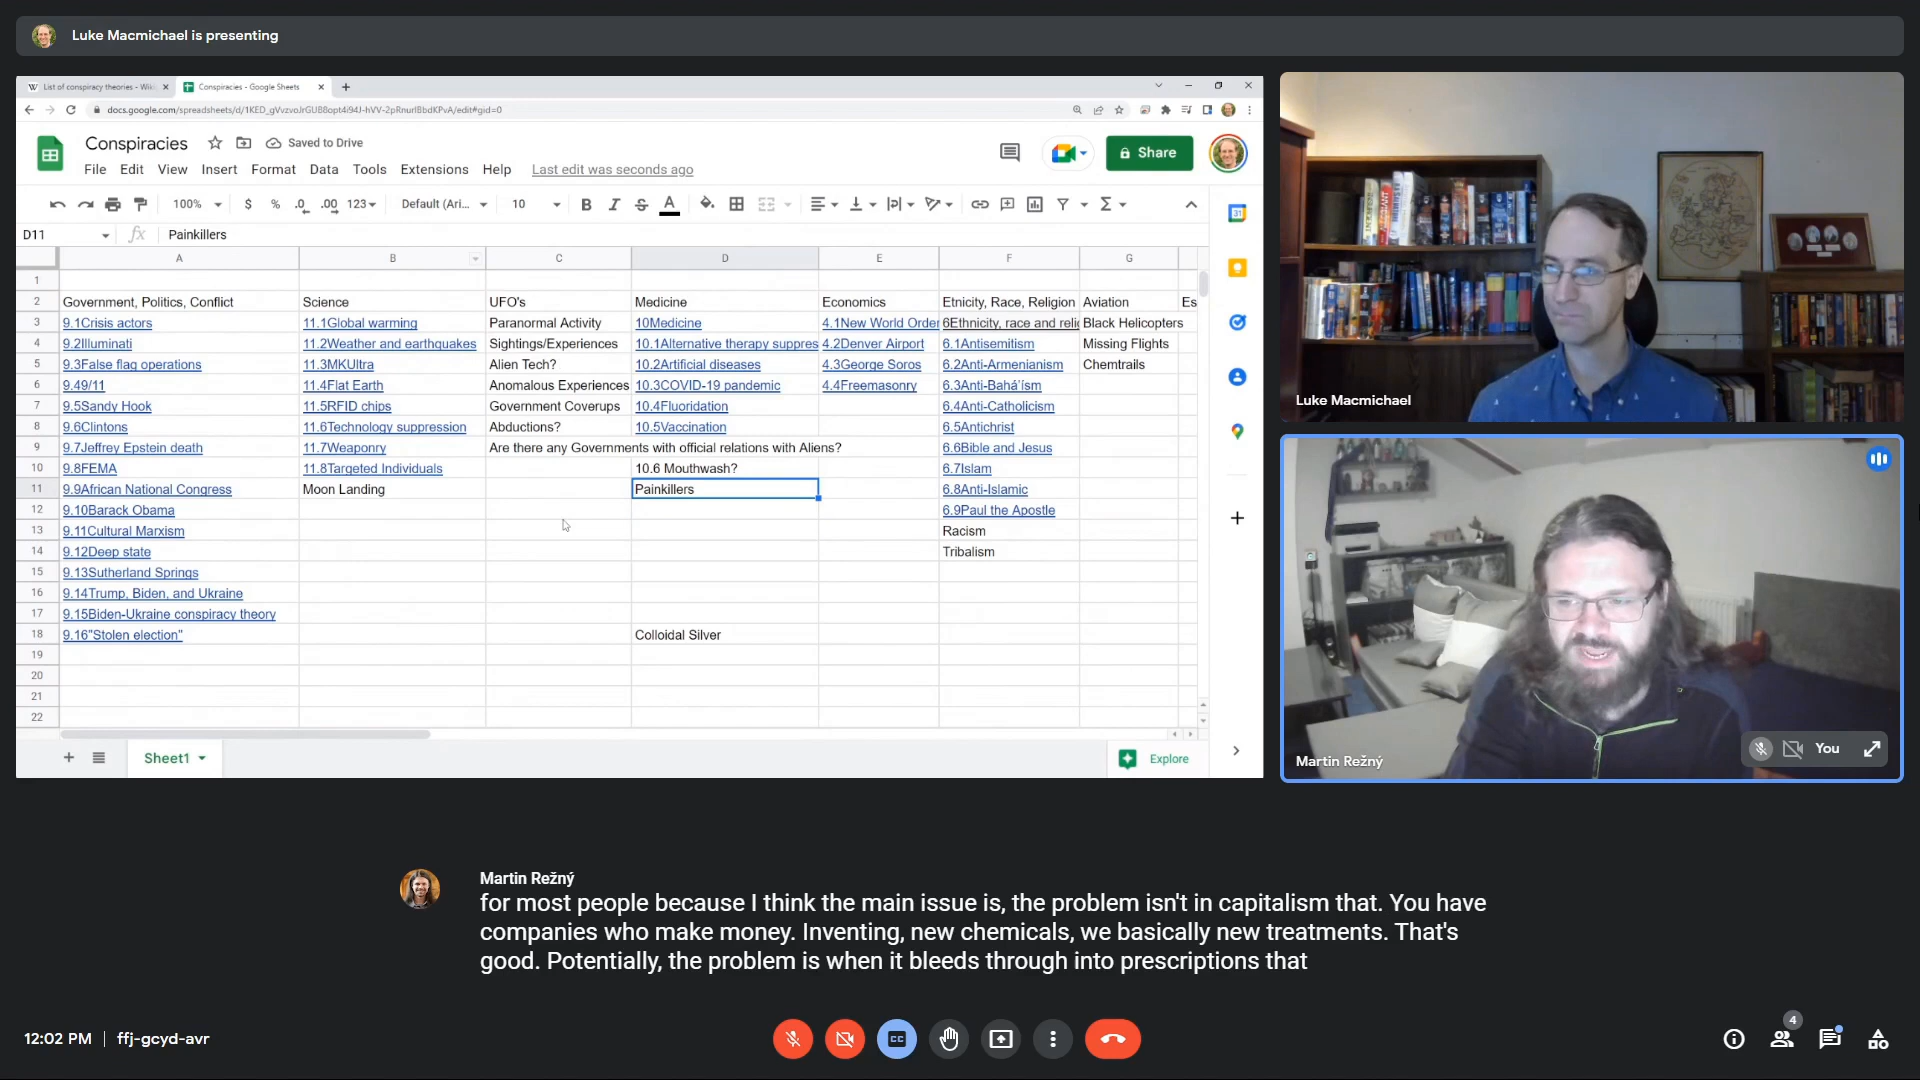 Luke Macmichael is presenting
List of conspiracy theories - Wiki
Conspiracies - Google Sheets
Conspiracies
Saved to Drive
Share
File Edit View Insert Format Data Tools Extensions Help Last edit was seconds ago
100% $ % .0 .00 123 Default (Ari... 10 B I S A
D11 fx Painkillers
A B C D E F G
1
2 Government, Politics, Conflict Science UFO's Medicine Economics Etnicity, Race, Religion Aviation Es
3 9.1Crisis actors 11.1Global warming Paranormal Activity 10Medicine 4.1New World Order 6Ethnicity, race and relig Black Helicopters
4 9.2Illuminati 11.2Weather and earthquakes Sightings/Experiences 10.1Alternative therapy suppres 4.2Denver Airport 6.1Antisemitism Missing Flights
5 9.3False flag operations 11.3MKUltra Alien Tech? 10.2Artificial diseases 4.3George Soros 6.2Anti-Armenianism Chemtrails
6 9.49/11 11.4Flat Earth Anomalous Experiences 10.3COVID-19 pandemic 4.4Freemasonry 6.3Anti-Bahá'ísm
7 9.5Sandy Hook 11.5RFID chips Government Coverups 10.4Fluoridation 6.4Anti-Catholicism
8 9.6Clintons 11.6Technology suppression Abductions? 10.5Vaccination 6.5Antichrist
9 9.7Jeffrey Epstein death 11.7Weaponry Are there any Governments with official relations with Aliens? 6.6Bible and Jesus
10 9.8FEMA 11.8Targeted Individuals 10.6 Mouthwash? 6.7Islam
11 9.9African National Congress Moon Landing Painkillers 6.8Anti-Islamic
12 9.10Barack Obama 6.9Paul the Apostle
13 9.11Cultural Marxism Racism
14 9.12Deep state Tribalism
15 9.13Sutherland Springs
16 9.14Trump, Biden, and Ukraine
17 9.15Biden-Ukraine conspiracy theory
18 9.16"Stolen election" Colloidal Silver
19
20
21
22
Sheet1
Explore
Luke Macmichael
Martin Režný
You
Martin Režný
for most people because I think the main issue is, the problem isn't in capitalism that. You have
companies who make money. Inventing, new chemicals, we basically new treatments. That's
good. Potentially, the problem is when it bleeds through into prescriptions that
12:02 PM | ffj-gcyd-avr
CC
4